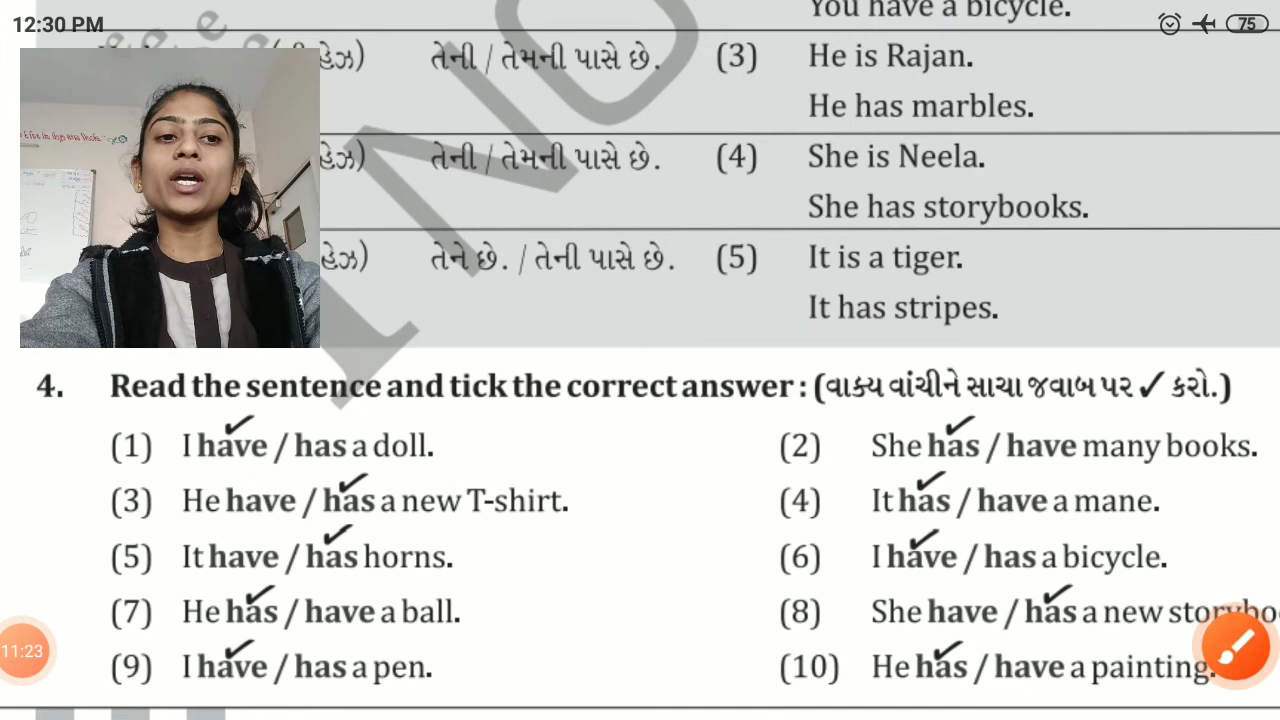 12:30 PM
75
You have a bicycle.
હેઝ) તેની / તેમની પાસે છે. (3) He is Rajan.
He has marbles.
હેઝ) તેની / તેમની પાસે છે. (4) She is Neela.
She has storybooks.
હેઝ) તેને છે. / તેની પાસે છે. (5) It is a tiger.
It has stripes.
4. Read the sentence and tick the correct answer : (વાક્ય વાંચીને સાચા જવાબ પર ✓ કરો.)
(1) I have / has a doll. (2) She has / have many books.
(3) He have / has a new T-shirt. (4) It has / have a mane.
(5) It have / has horns. (6) I have / has a bicycle.
(7) He has / have a ball. (8) She have / has a new storybo
(9) I have / has a pen. (10) He has / have a painting.
11:23